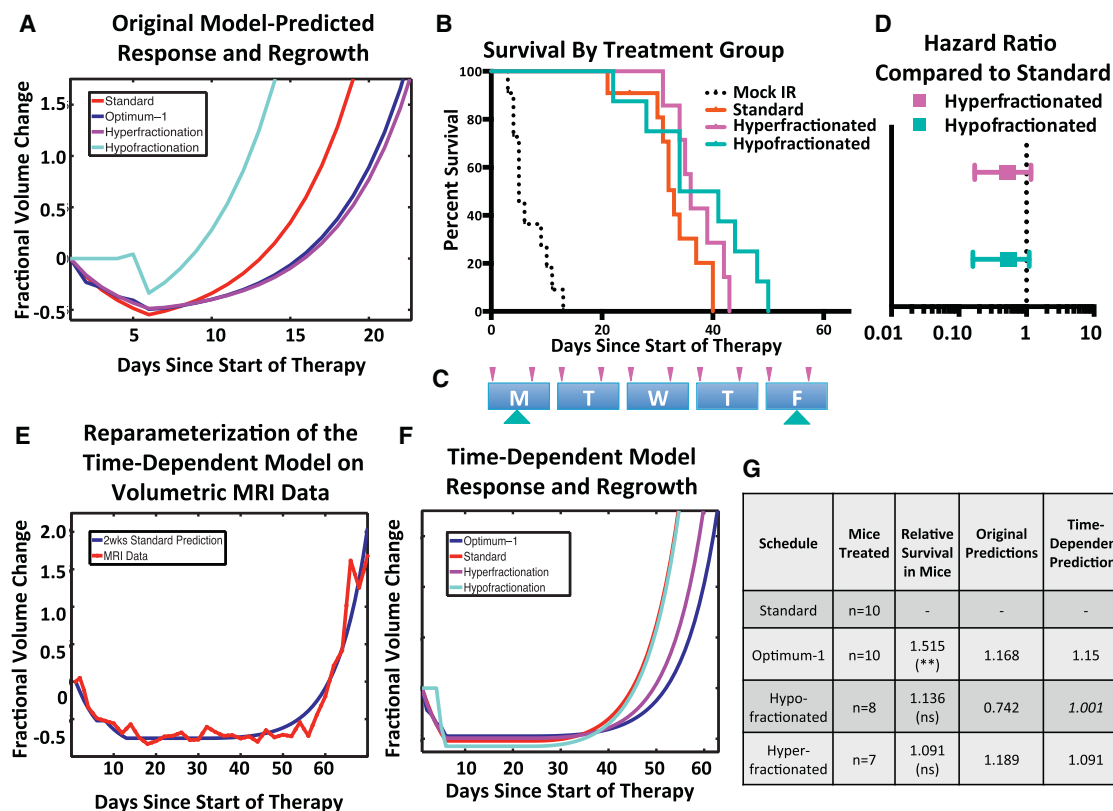 A
Original Model-Predicted
Response and Regrowth
Fractional Volume Change
1.5
1.0
0.5
0
-0.5
Standard
Optimum–1
Hyperfractionation
Hypofractionation
5 10 15 20
Days Since Start of Therapy
B
Survival By Treatment Group
Percent Survival
100
80
60
40
20
0
Mock IR
Standard
Hyperfractionated
Hypofractionated
0 20 40 60
Days Since Start of Therapy
C
M T W T F
D
Hazard Ratio
Compared to Standard
Hyperfractionated
Hypofractionated
0.01 0.10 1 10
E
Reparameterization of the
Time-Dependent Model on
Volumetric MRI Data
Fractional Volume Change
2.0
1.5
1.0
0.5
0
-0.5
2wks Standard Prediction
MRI Data
10 20 30 40 50 60
Days Since Start of Therapy
F
Time-Dependent Model
Response and Regrowth
Fractional Volume Change
Optimum–1
Standard
Hyperfractionation
Hypofractionation
10 20 30 40 50 60
Days Since Start of Therapy
G
Schedule
Mice
Treated
Relative
Survival
in Mice
Original
Predictions
Time-
Dependen
Prediction
Standard n=10 - - -
Optimum-1 n=10 1.515
(**) 1.168 1.15
Hypo-
fractionated n=8 1.136
(ns) 0.742 1.001
Hyper-
fractionated n=7 1.091
(ns) 1.189 1.091